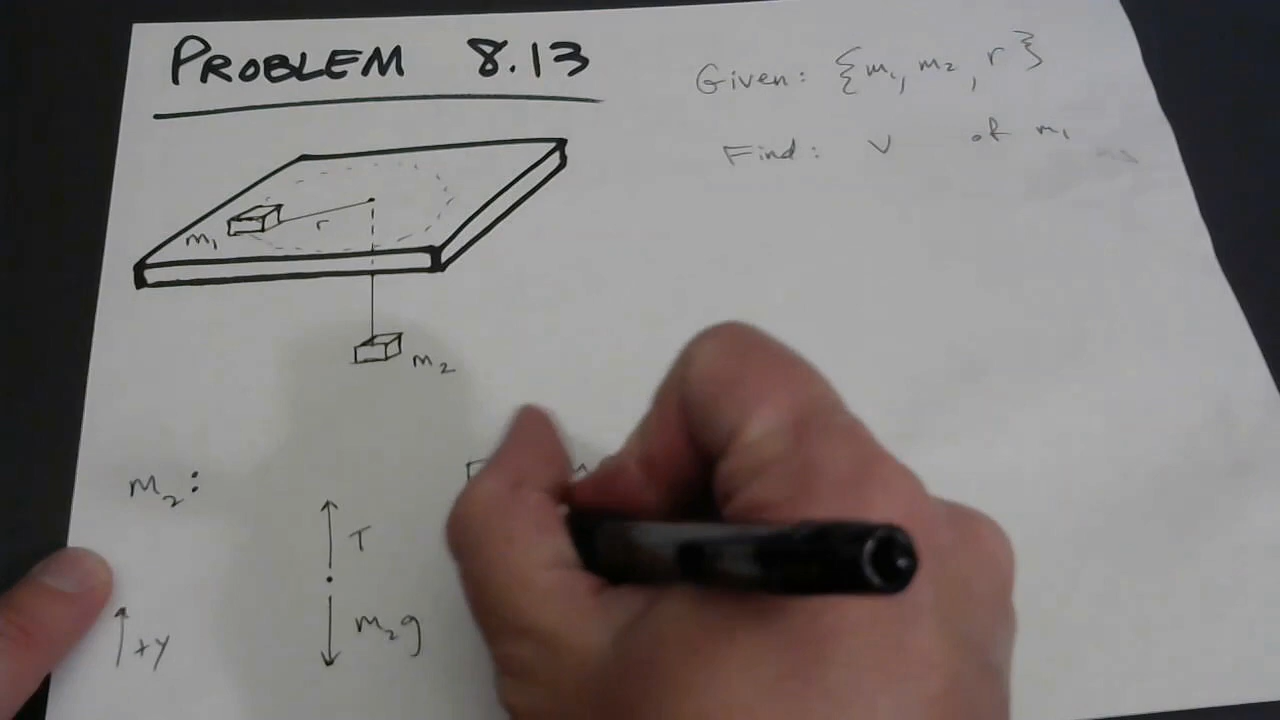 PROBLEM 8.13
Given: {m₁, m₂, r}
Find: v of m₁
r
m₁
m₂
m₂:
T
m₂g
+y